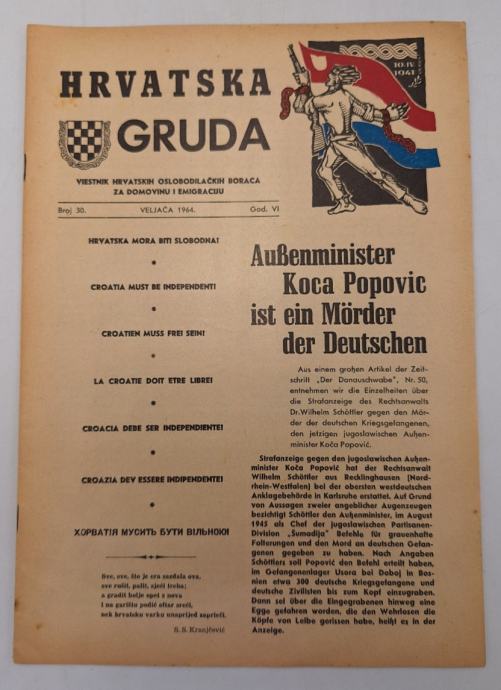 10.IV.
1941
HRVATSKA
GRUDA
VIESTNIK HRVATSKIH OSLOBODILAČKIH BORACA
ZA DOMOVINU I EMIGRACIJU
Broj 30. VELJAČA 1964. God. VI
HRVATSKA MORA BITI SLOBODNA!
CROATIA MUST BE INDEPENDENT!
CROATIEN MUSS FREI SEIN!
LA CROATIE DOIT ETRE LIBRE!
CROACIA DEBE SER INDEPENDIENTE!
CROAZIA DEV ESSERE INDIPENDENTE!
ХОРВАТІЯ МУСИТЬ БУТИ ВІЛЬНОЮ!
Sve, sve, što je era sazdala ova,
sve rušit, palit, sjeći treba;
a gradit bolje opet s nova
i na garištu podić oltar sreći,
nek hrvatsku varku unaprijed zapriječi.
S. S. Kranjčević
Außenminister
Koca Popovic
ist ein Mörder
der Deutschen
Aus einem großen Artikel der Zeit-
schrift „Der Donauschwabe", Nr. 50,
entnehmen wir die Einzelheiten über
die Strafanzeige des Rechtsanwalts
Dr. Wilhelm Schöttler gegen den Mör-
der der deutschen Kriegsgefangenen,
den jetzigen jugoslawischen Außen-
minister Koča Popović.
Strafanzeige gegen den jugoslawischen Außen-
minister Koča Popović hat der Rechtsanwalt
Wilhelm Schöttler aus Recklinghausen (Nord-
rhein-Westfalen) bei der obersten westdeutschen
Anklagebehörde in Karlsruhe erstattet. Auf Grund
von Aussagen zweier angeblicher Augenzeugen
bezichtigt Schöttler den Außenminister, im August
1945 als Chef der jugoslawischen Partisanen-
Division „Šumadija" Befehle für grauenhafte
Folterungen und den Mord an deutschen Gefan-
genen gegeben zu haben. Nach Angaben
Schöttlers soll Popović den Befehl erteilt haben,
im Gefangenenlager Usora bei Doboj in Bos-
nien etwa 300 deutsche Kriegsgefangene und
deutsche Zivilisten bis zum Kopf einzugraben.
Dann sei über die Eingegrabenen hinweg eine
Egge gefahren worden, die den Wehrlosen die
Köpfe vom Leibe gerissen habe, heißt es in der
Anzeige.